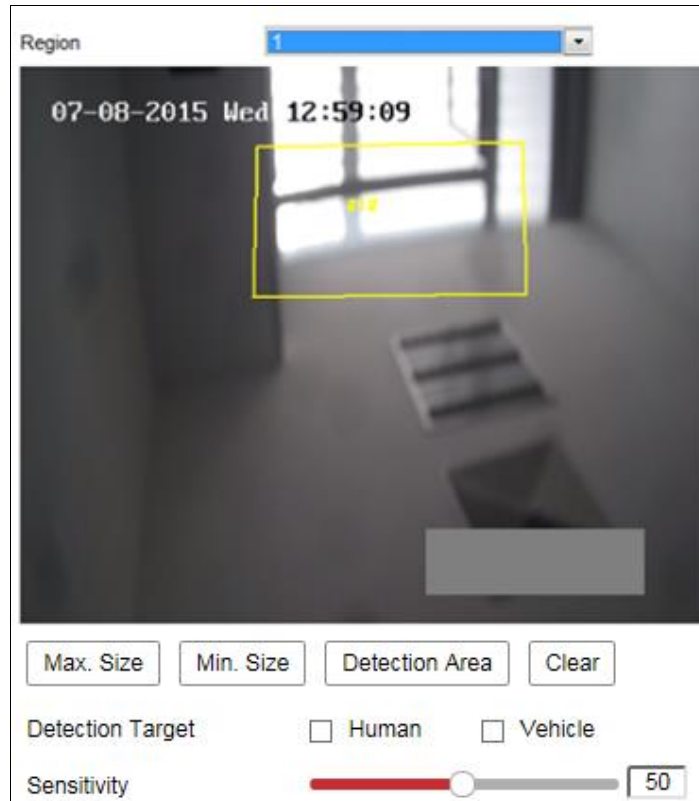 Region
1
07-08-2015 Wed 12:59:09
#1#
Max. Size
Min. Size
Detection Area
Clear
Detection Target
Human
Vehicle
Sensitivity
50